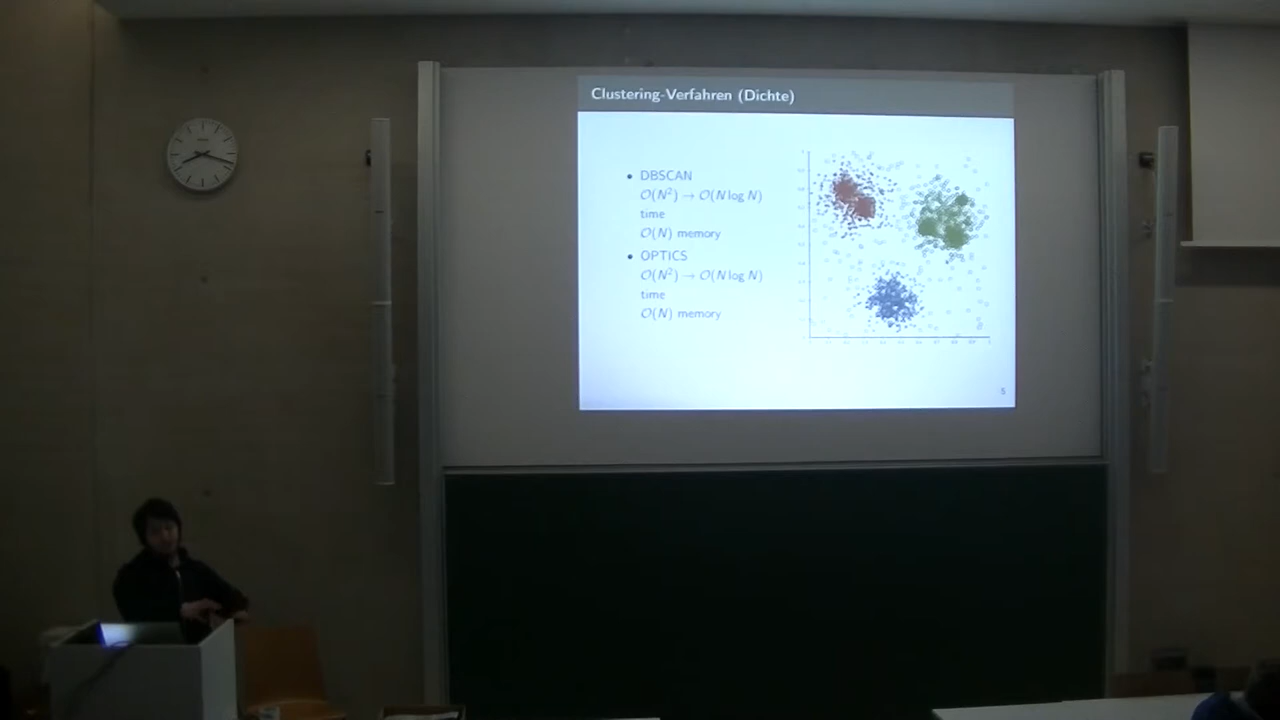 Clustering-Verfahren (Dichte)
• DBSCAN
O(N²) → O(N log N)
time
O(N) memory
• OPTICS
O(N²) → O(N log N)
time
O(N) memory
5